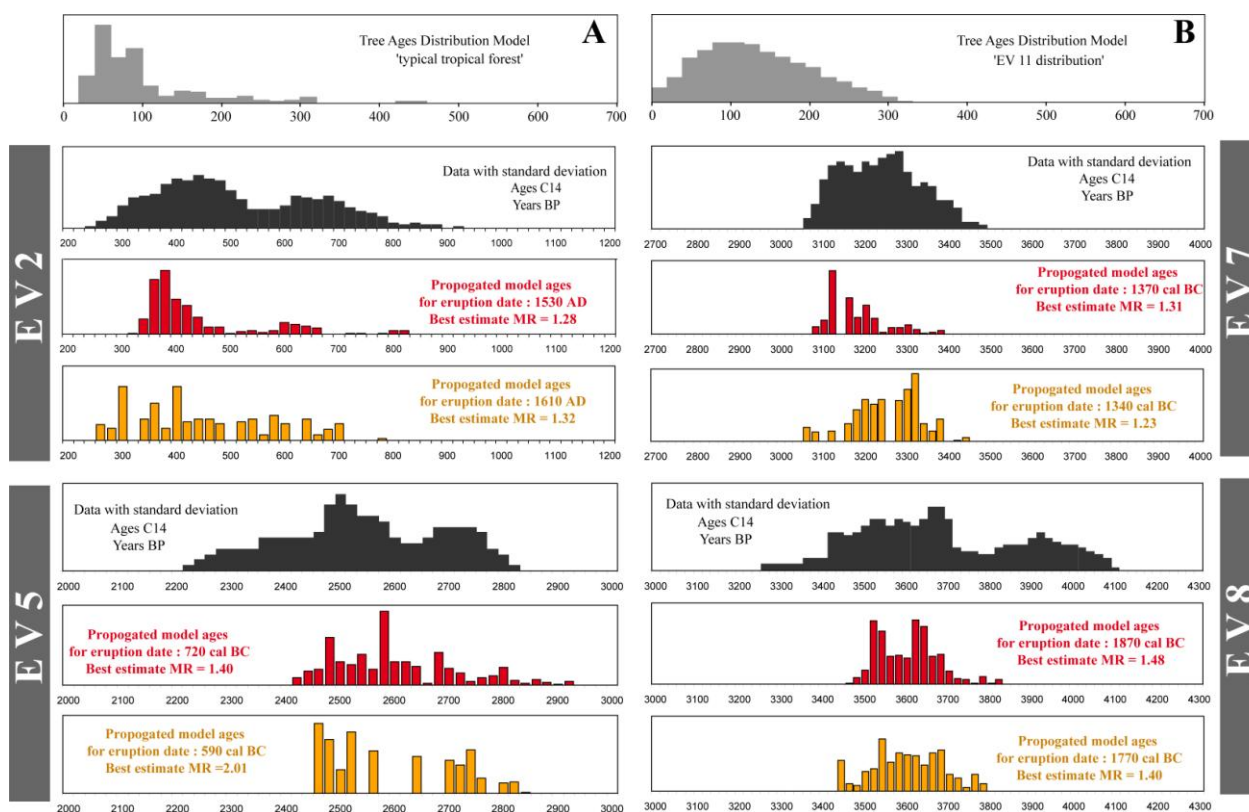 A
Tree Ages Distribution Model
'typical tropical forest'
0 100 200 300 400 500 600 700
B
Tree Ages Distribution Model
'EV 11 distribution'
0 100 200 300 400 500 600 700
EV 2
Data with standard deviation
Ages C14
Years BP
200 300 400 500 600 700 800 900 1000 1100 1200
Propogated model ages
for eruption date : 1530 AD
Best estimate MR = 1.28
200 300 400 500 600 700 800 900 1000 1100 1200
Propogated model ages
for eruption date : 1610 AD
Best estimate MR = 1.32
200 300 400 500 600 700 800 900 1000 1100 1200
EV 7
Data with standard deviation
Ages C14
Years BP
2700 3000 3100 3200 3300 3400 3500 3600 3700 3800 3900 4000
Propogated model ages
for eruption date : 1370 cal BC
Best estimate MR = 1.31
2700 3000 3100 3200 3300 3400 3500 3600 3700 3800 3900 4000
Propogated model ages
for eruption date : 1340 cal BC
Best estimate MR = 1.23
2700 3000 3100 3200 3300 3400 3500 3600 3700 3800 3900 4000
EV 5
Data with standard deviation
Ages C14
Years BP
2000 2100 2200 2300 2400 2500 2600 2700 2800 2900 3000
Propogated model ages
for eruption date : 720 cal BC
Best estimate MR = 1.40
2000 2100 2200 2300 2400 2500 2600 2700 2800 2900 3000
Propogated model ages
for eruption date : 590 cal BC
Best estimate MR =2.01
2000 2100 2200 2300 2400 2500 2600 2700 2800 2900 3000
EV 8
Data with standard deviation
Ages C14
Years BP
3000 3100 3200 3300 3400 3500 3600 3700 3800 3900 4000 4100 4200 4300
Propogated model ages
for eruption date : 1870 cal BC
Best estimate MR = 1.48
3000 3100 3200 3300 3400 3500 3600 3700 3800 3900 4000 4100 4200 4300
Propogated model ages
for eruption date : 1770 cal BC
Best estimate MR = 1.40
3000 3100 3200 3300 3400 3500 3600 3700 3800 3900 4000 4100 4200 4300